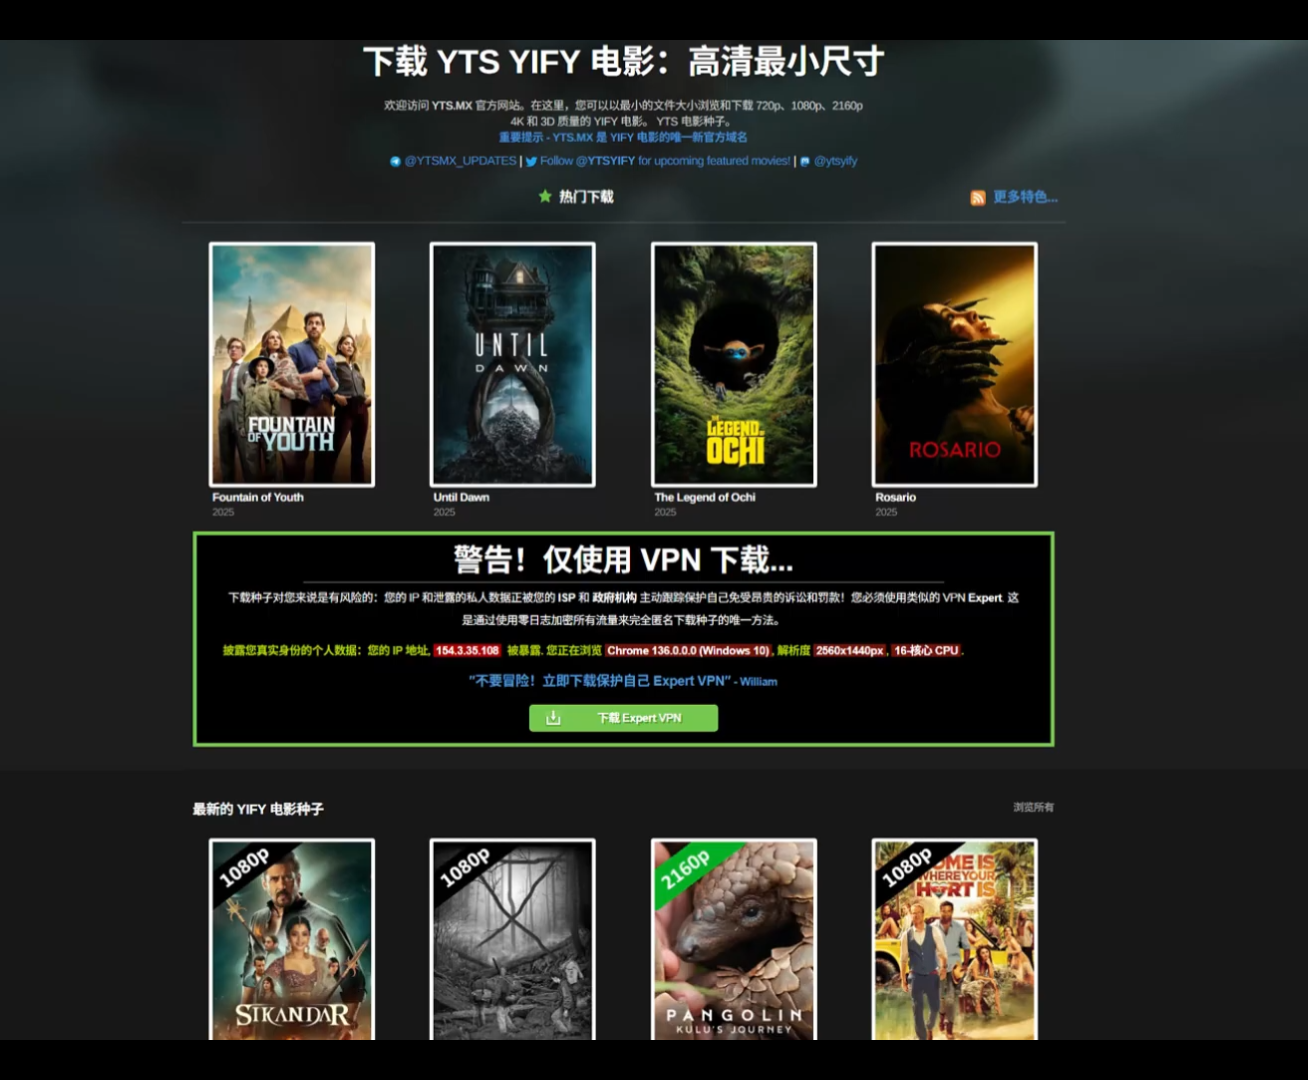 下载 YTS YIFY 电影：高清最小尺寸
欢迎访问 YTS.MX 官方网站。在这里，您可以以最小的文件大小浏览和下载 720p、1080p、2160p
4K 和 3D 质量的 YIFY 电影。 YTS 电影种子。
重要提示 - YTS.MX 是 YIFY 电影的唯一新官方域名
@YTSMX_UPDATES | Follow @YTSYIFY for upcoming featured movies! | @ytsyify
热门下载
更多特色...
FOUNTAIN
OF YOUTH
UNTIL
DAWN
THE
LEGEND OF
OCHI
ROSARIO
Fountain of Youth
2025
Until Dawn
2025
The Legend of Ochi
2025
Rosario
2025
警告！仅使用 VPN 下载...
下载种子对您来说是有风险的：您的 IP 和泄露的私人数据正被您的 ISP 和 政府机构 主动跟踪保护自己免受昂贵的诉讼和罚款！您必须使用类似的 VPN Expert. 这
是通过使用零日志加密所有流量来完全匿名下载种子的唯一方法。
披露您真实身份的个人数据：您的 IP 地址, 154.3.35.108 被暴露. 您正在浏览 Chrome 136.0.0.0 (Windows 10) , 解析度 2560x1440px , 16-核心 CPU .
“不要冒险！立即下载保护自己 Expert VPN” - William
下载 Expert VPN
最新的 YIFY 电影种子
浏览所有
1080p
SIKANDAR
1080p
2160p
PANGOLIN
KULU'S JOURNEY
1080p
HOME IS
WHERE YOUR
HART IS